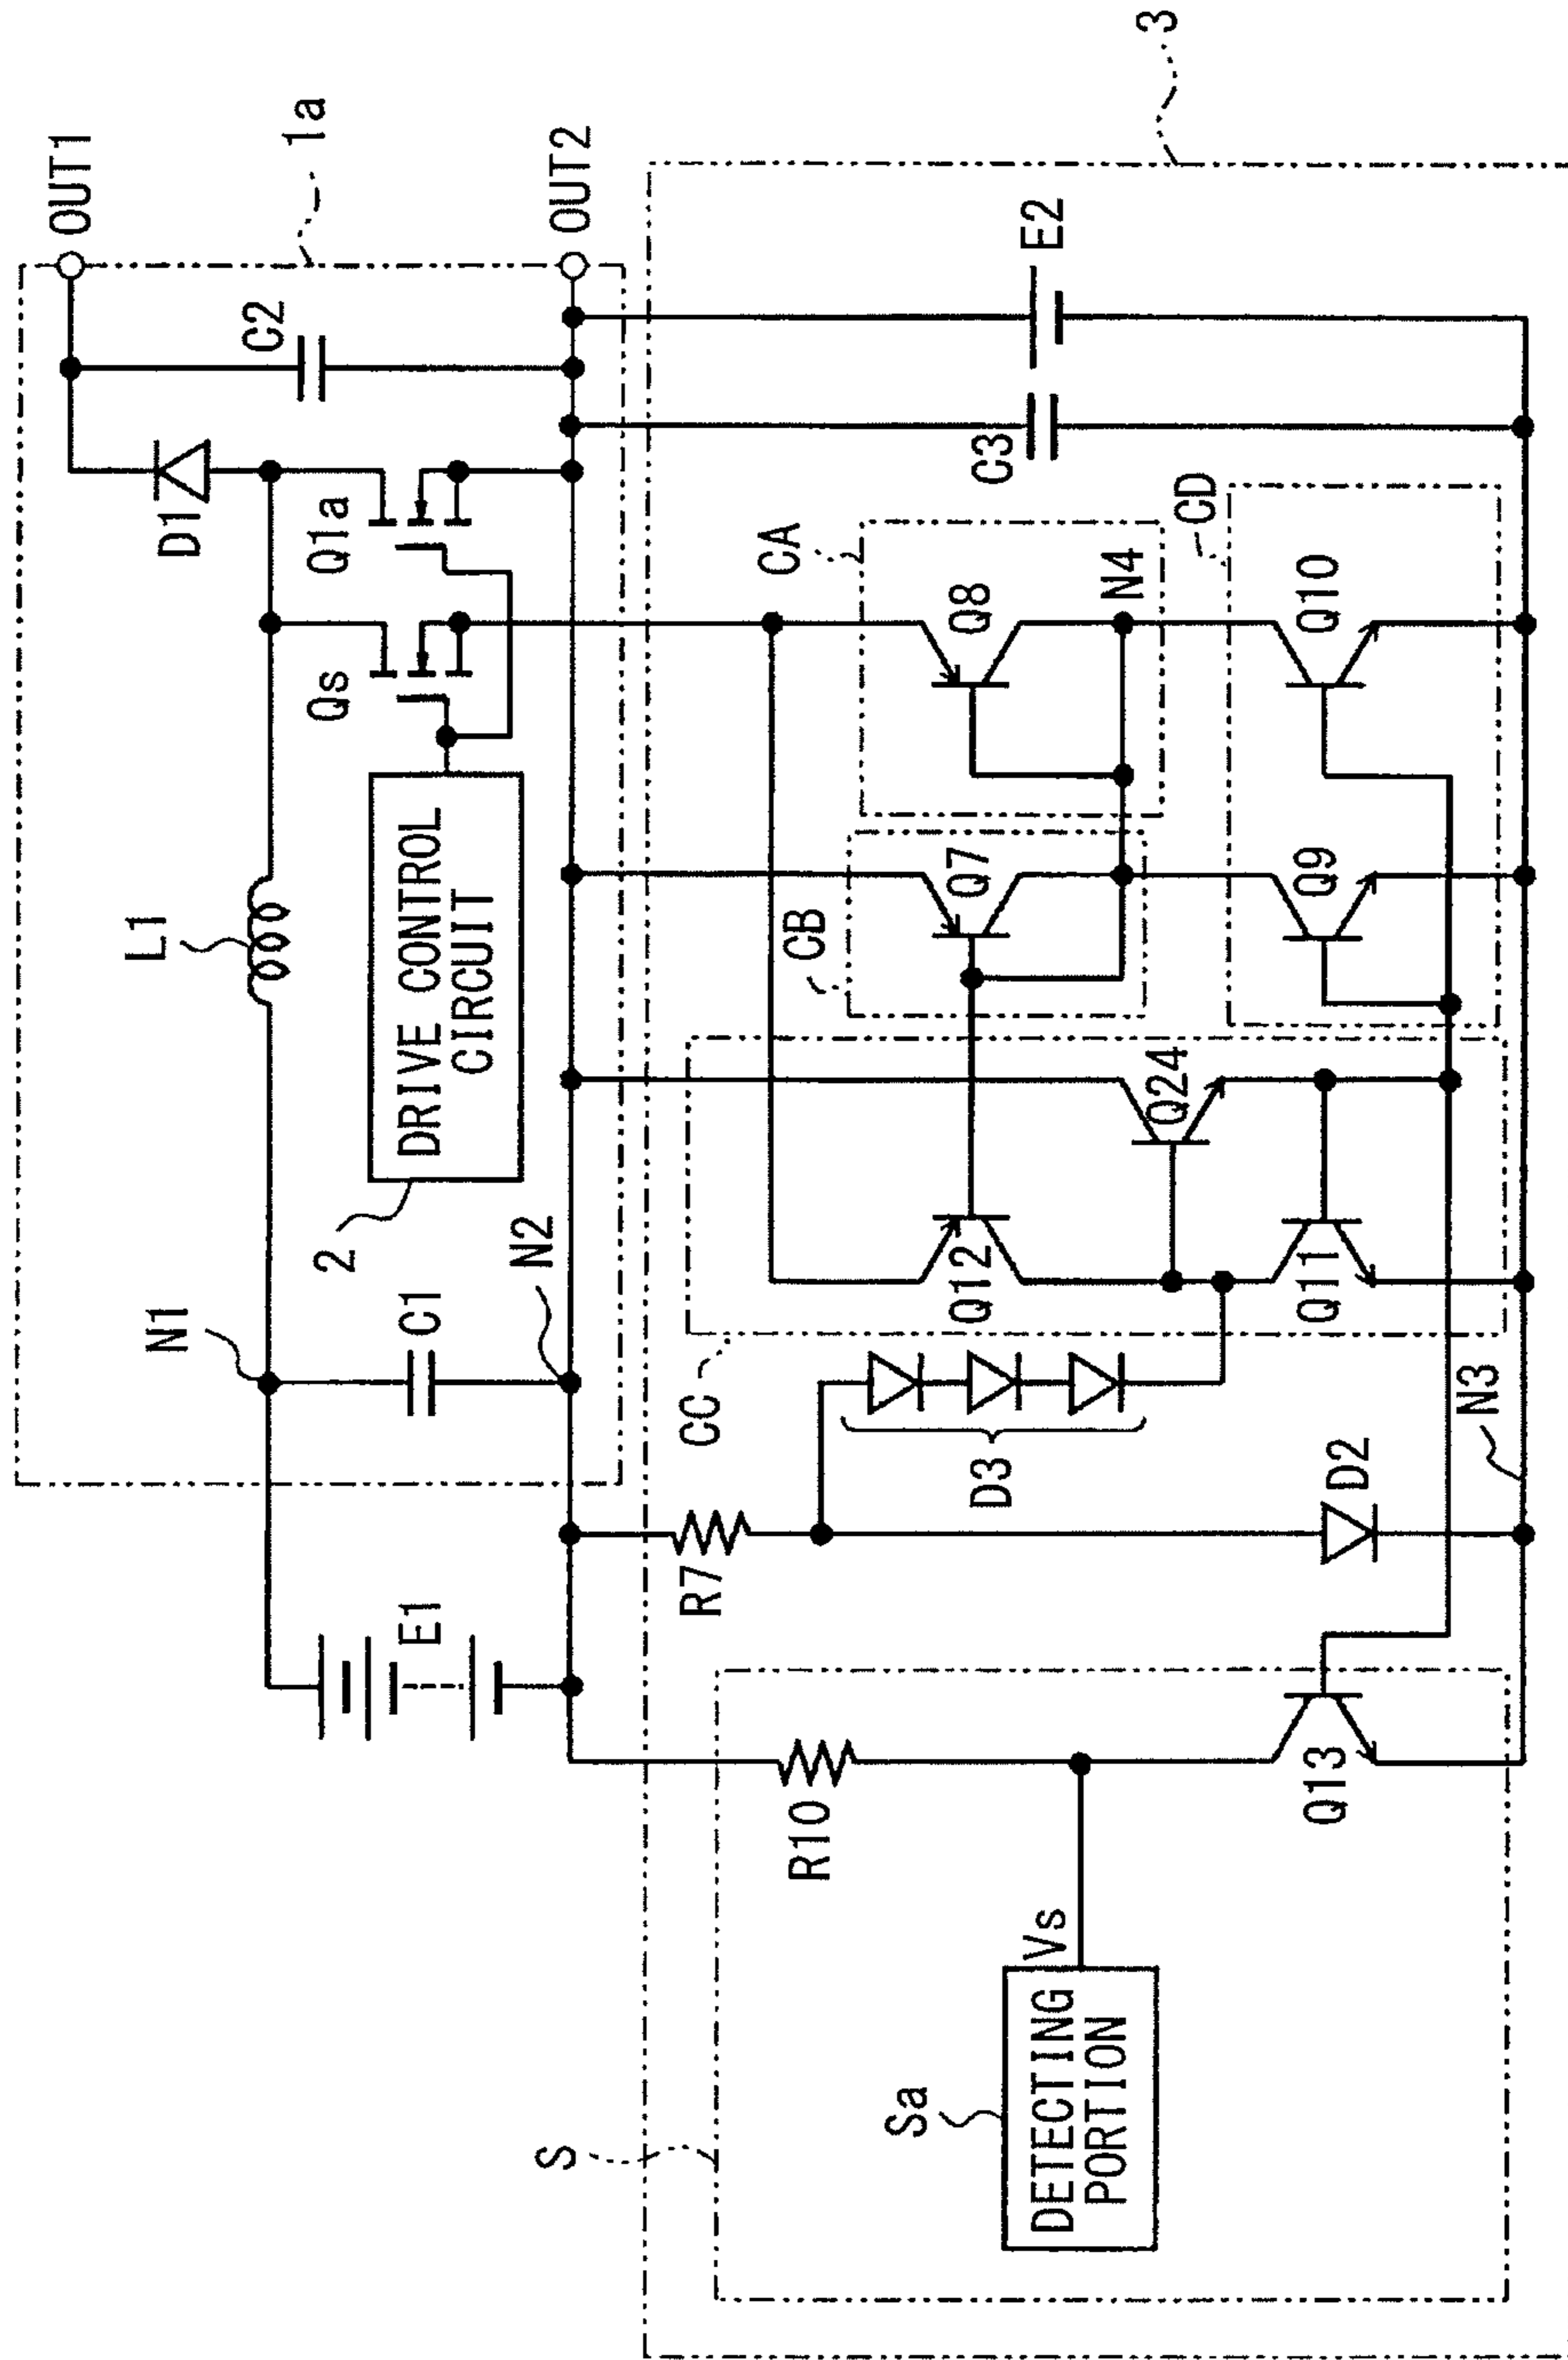 3
1a
OUT1
OUT2
C2
E2
D1
Q1a
C3
CD
CA
N4
Qs
Q8
Q10
L1
DRIVE CONTROL
CIRCUIT
2
CB
Q7
Q9
Q24
N1
C1
N2
Q12
Q11
CC
D3
N3
E1
R7
D2
R10
Q13
Vs
Sa
DETECTING
PORTION
S